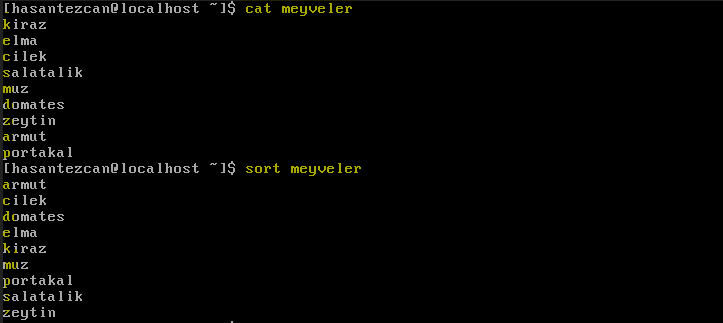 [hasantezcan@localhost ~]$ cat meyveler
kiraz
elma
cilek
salatalik
muz
domates
zeytin
armut
portakal
[hasantezcan@localhost ~]$ sort meyveler
armut
cilek
domates
elma
kiraz
muz
portakal
salatalik
zeytin